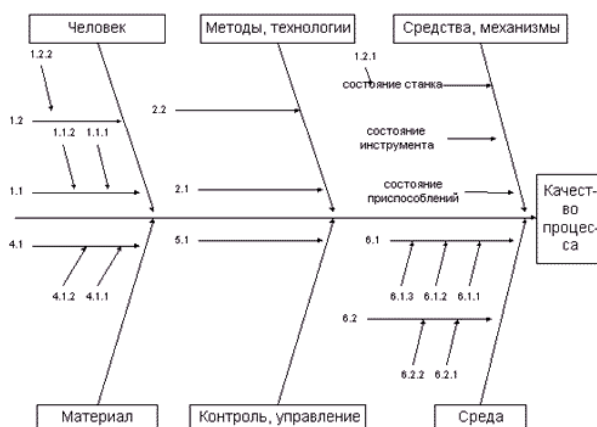 Человек
Методы, технологии
Средства, механизмы
1.2.2
1.2.1
состояние станка
2.2
1.2
1.1.2
1.1.1
состояние
инструмента
1.1
2.1
состояние
приспособлений
Качест-
во
процес-
са
4.1
5.1
6.1
4.1.2
4.1.1
6.1.3
6.1.2
6.1.1
6.2
6.2.2
6.2.1
Материал
Контроль, управление
Среда